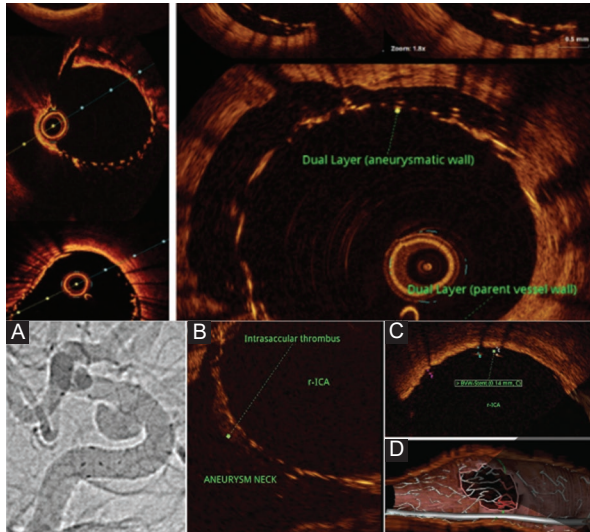 Zoom: 1.8x
0.5 mm
Dual Layer (aneurysmatic wall)
Dual Layer (parent vessel wall)
A
B
Intrasaccular thrombus
r-ICA
ANEURYSM NECK
C
r-ICA
D